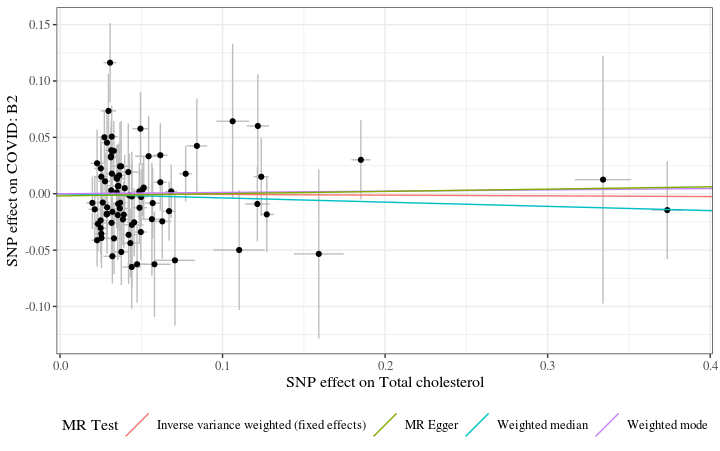 0.15
0.10
0.05
0.00
-0.05
-0.10
SNP effect on COVID: B2
0.0 0.1 0.2 0.3 0.4
SNP effect on Total cholesterol
MR Test Inverse variance weighted (fixed effects) MR Egger Weighted median Weighted mode